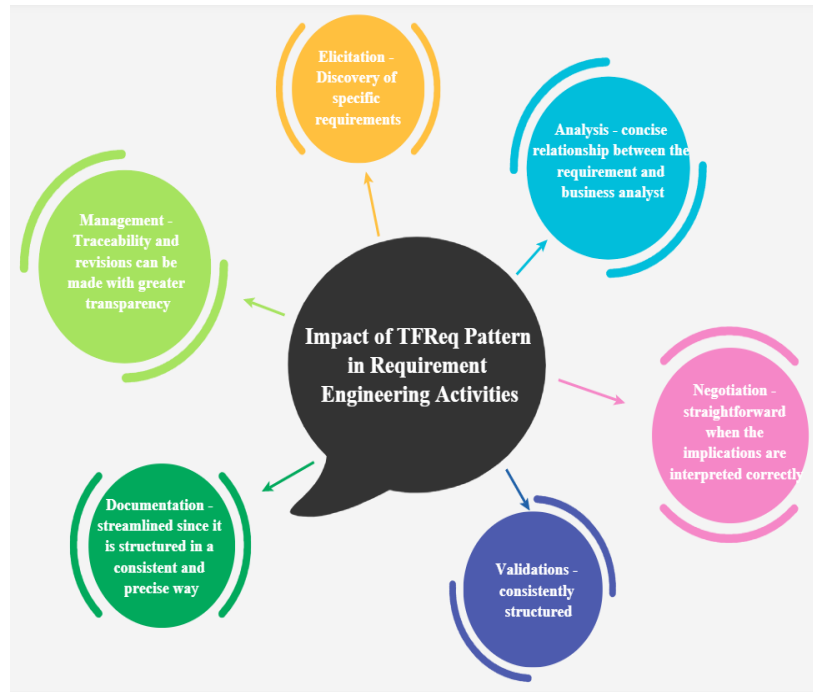 Elicitation -
Discovery of
specific
requirements
Analysis - concise
relationship between the
requirement and
business analyst
Management -
Traceability and
revisions can be
made with greater
transparency
Impact of TFReq Pattern
in Requirement
Engineering Activities
Negotiation -
straightforward
when the
implications are
interpreted correctly
Documentation -
streamlined since it
is structured in a
consistent and
precise way
Validations -
consistently
structured